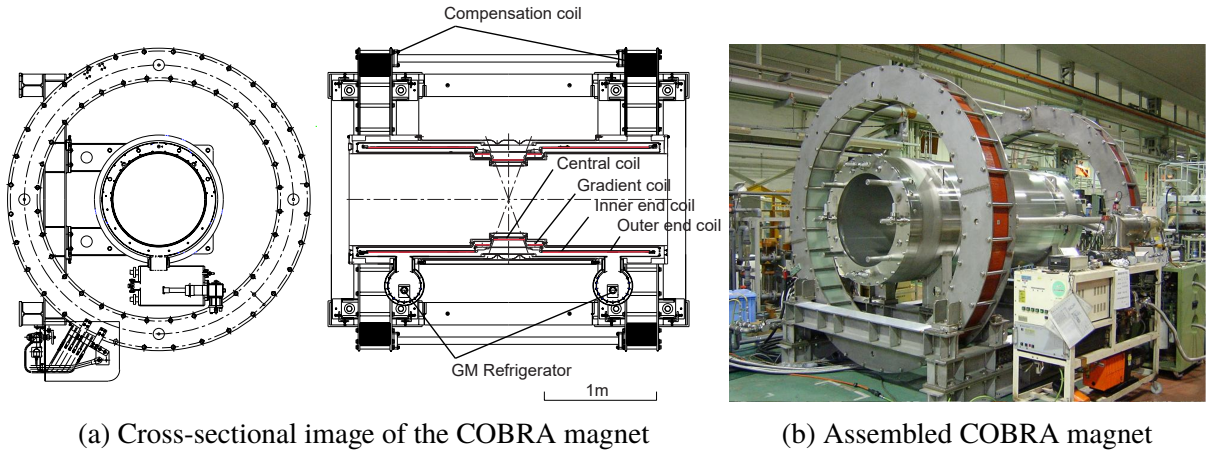 Compensation coil
Central coil
Gradient coil
Inner end coil
Outer end coil
GM Refrigerator
1m
(a) Cross-sectional image of the COBRA magnet
(b) Assembled COBRA magnet